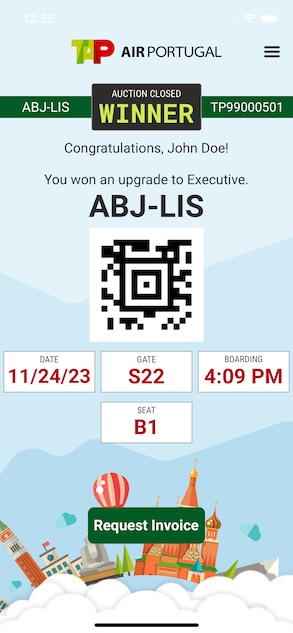 12:55
TAP AIR PORTUGAL
AUCTION CLOSED
ABJ-LIS WINNER TP99000501
Congratulations, John Doe!
You won an upgrade to Executive.
ABJ-LIS
DATE GATE BOARDING
11/24/23 S22 4:09 PM
SEAT
B1
Request Invoice